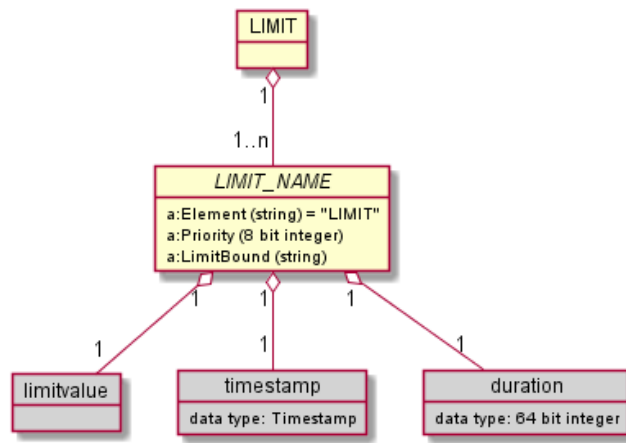 LIMIT
1
1..n
LIMIT_NAME
a:Element (string) = "LIMIT"
a:Priority (8 bit integer)
a:LimitBound (string)
1 1 1
1 1 1
limitvalue
timestamp
data type: Timestamp
duration
data type: 64 bit integer